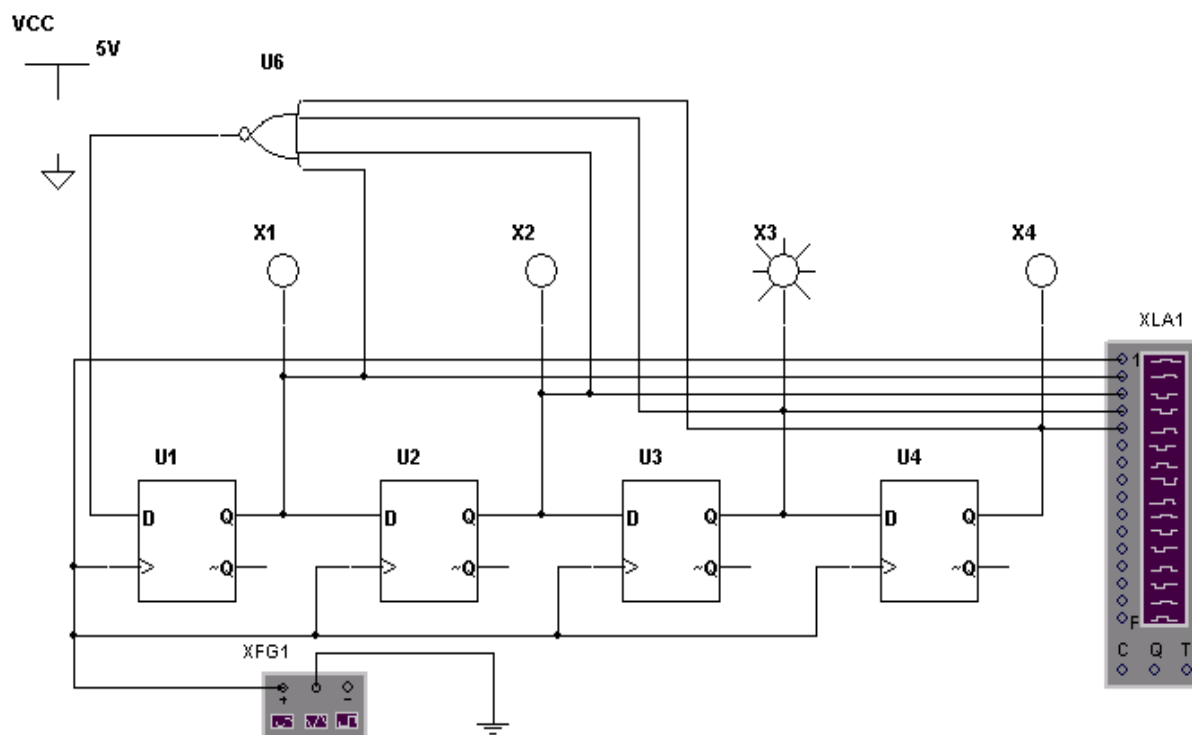 VCC
5V
U6
X1 X2 X3 X4
XLA1
1
U1 U2 U3 U4
D Q D Q D Q D Q
~Q ~Q ~Q ~Q
F
XFG1
C Q T
+ −